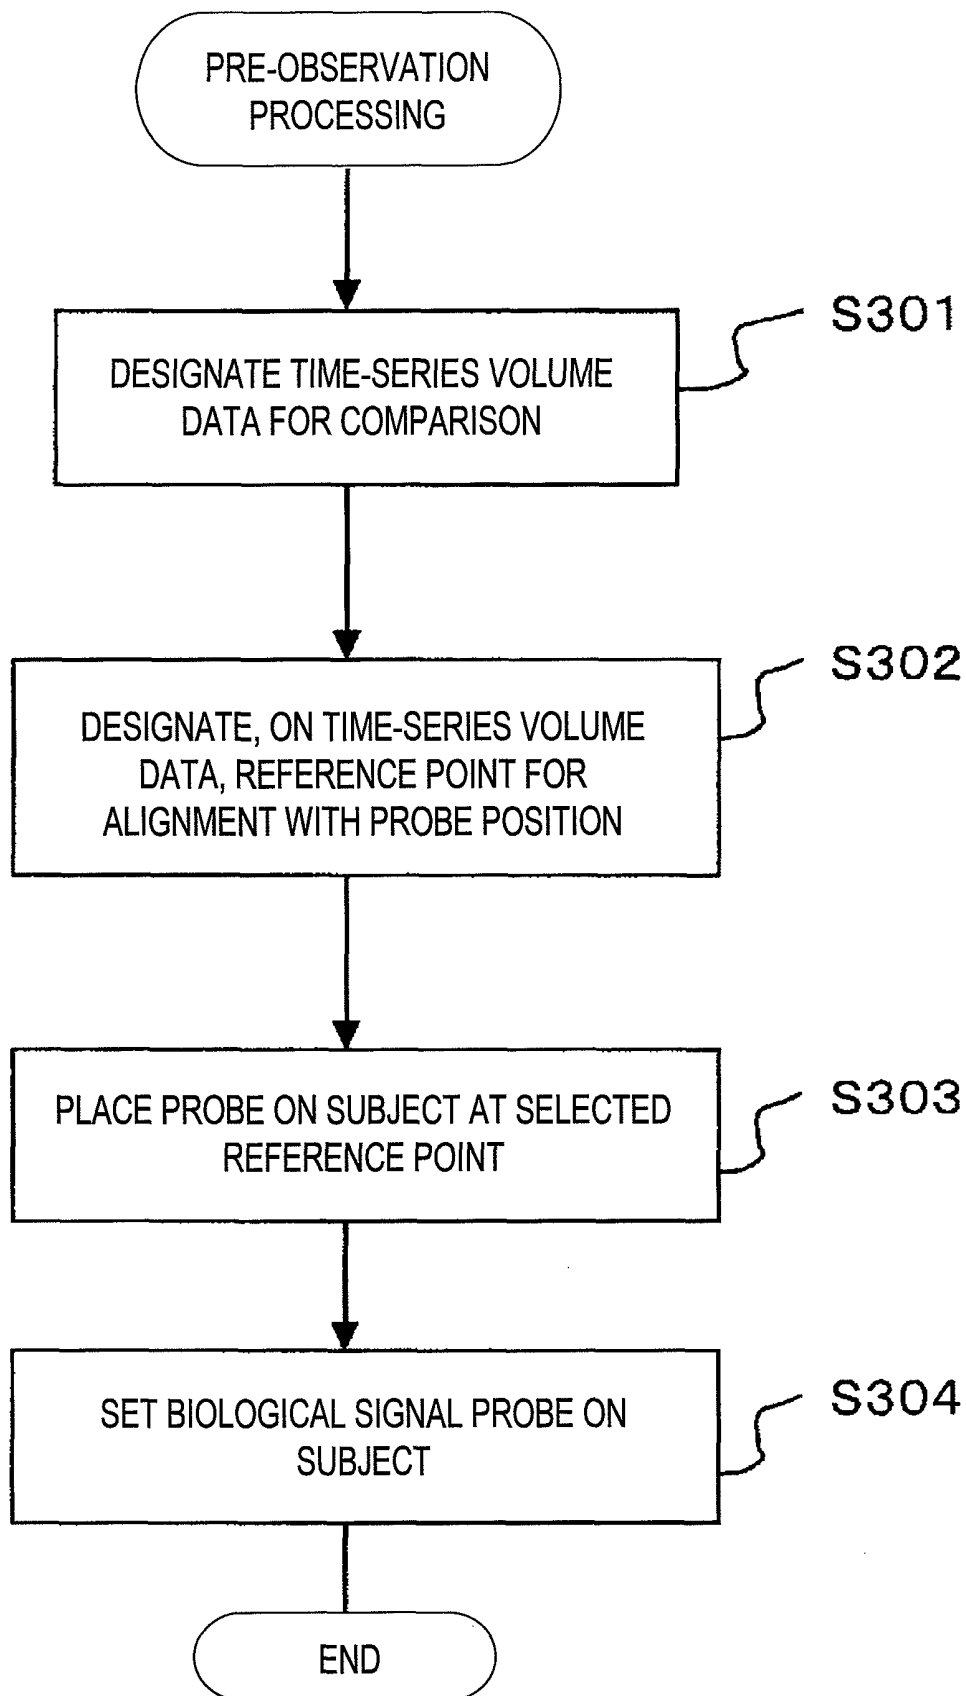 PRE-OBSERVATION
PROCESSING
S301
DESIGNATE TIME-SERIES VOLUME
DATA FOR COMPARISON
S302
DESIGNATE, ON TIME-SERIES VOLUME
DATA, REFERENCE POINT FOR
ALIGNMENT WITH PROBE POSITION
S303
PLACE PROBE ON SUBJECT AT SELECTED
REFERENCE POINT
S304
SET BIOLOGICAL SIGNAL PROBE ON
SUBJECT
END